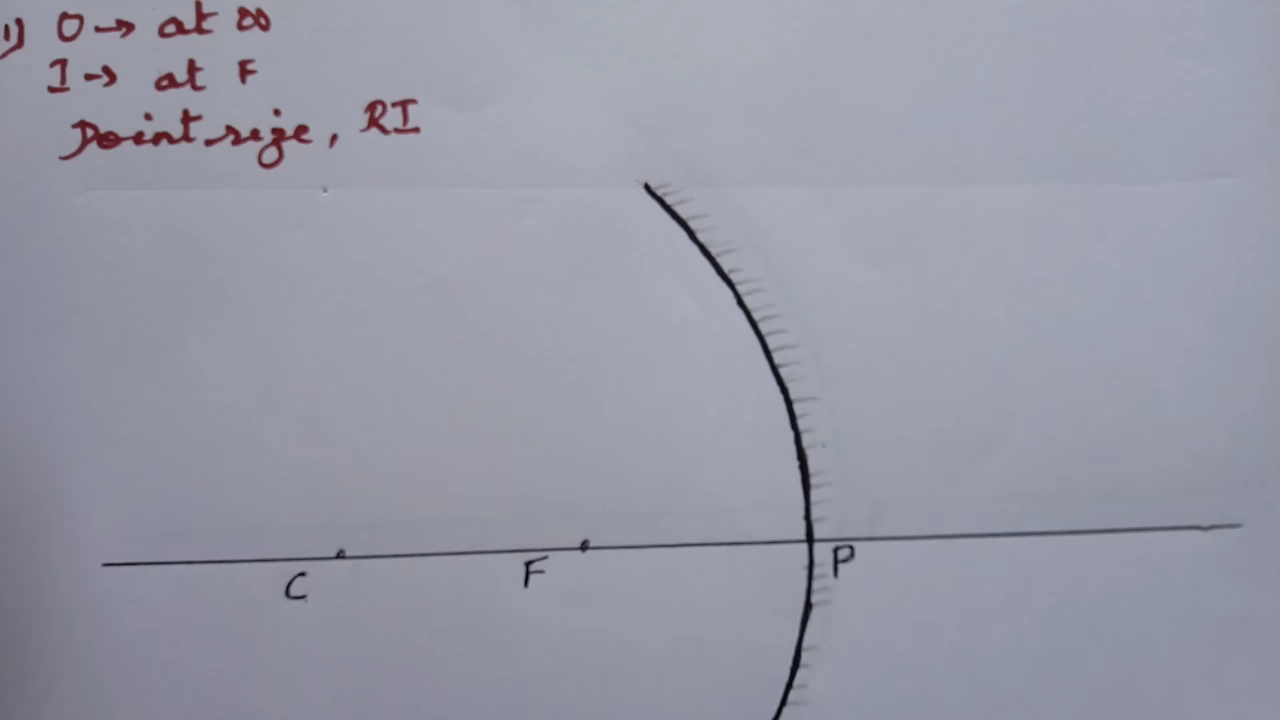 1) O → at ∞
I → at F
Point size, RI
C
F
P